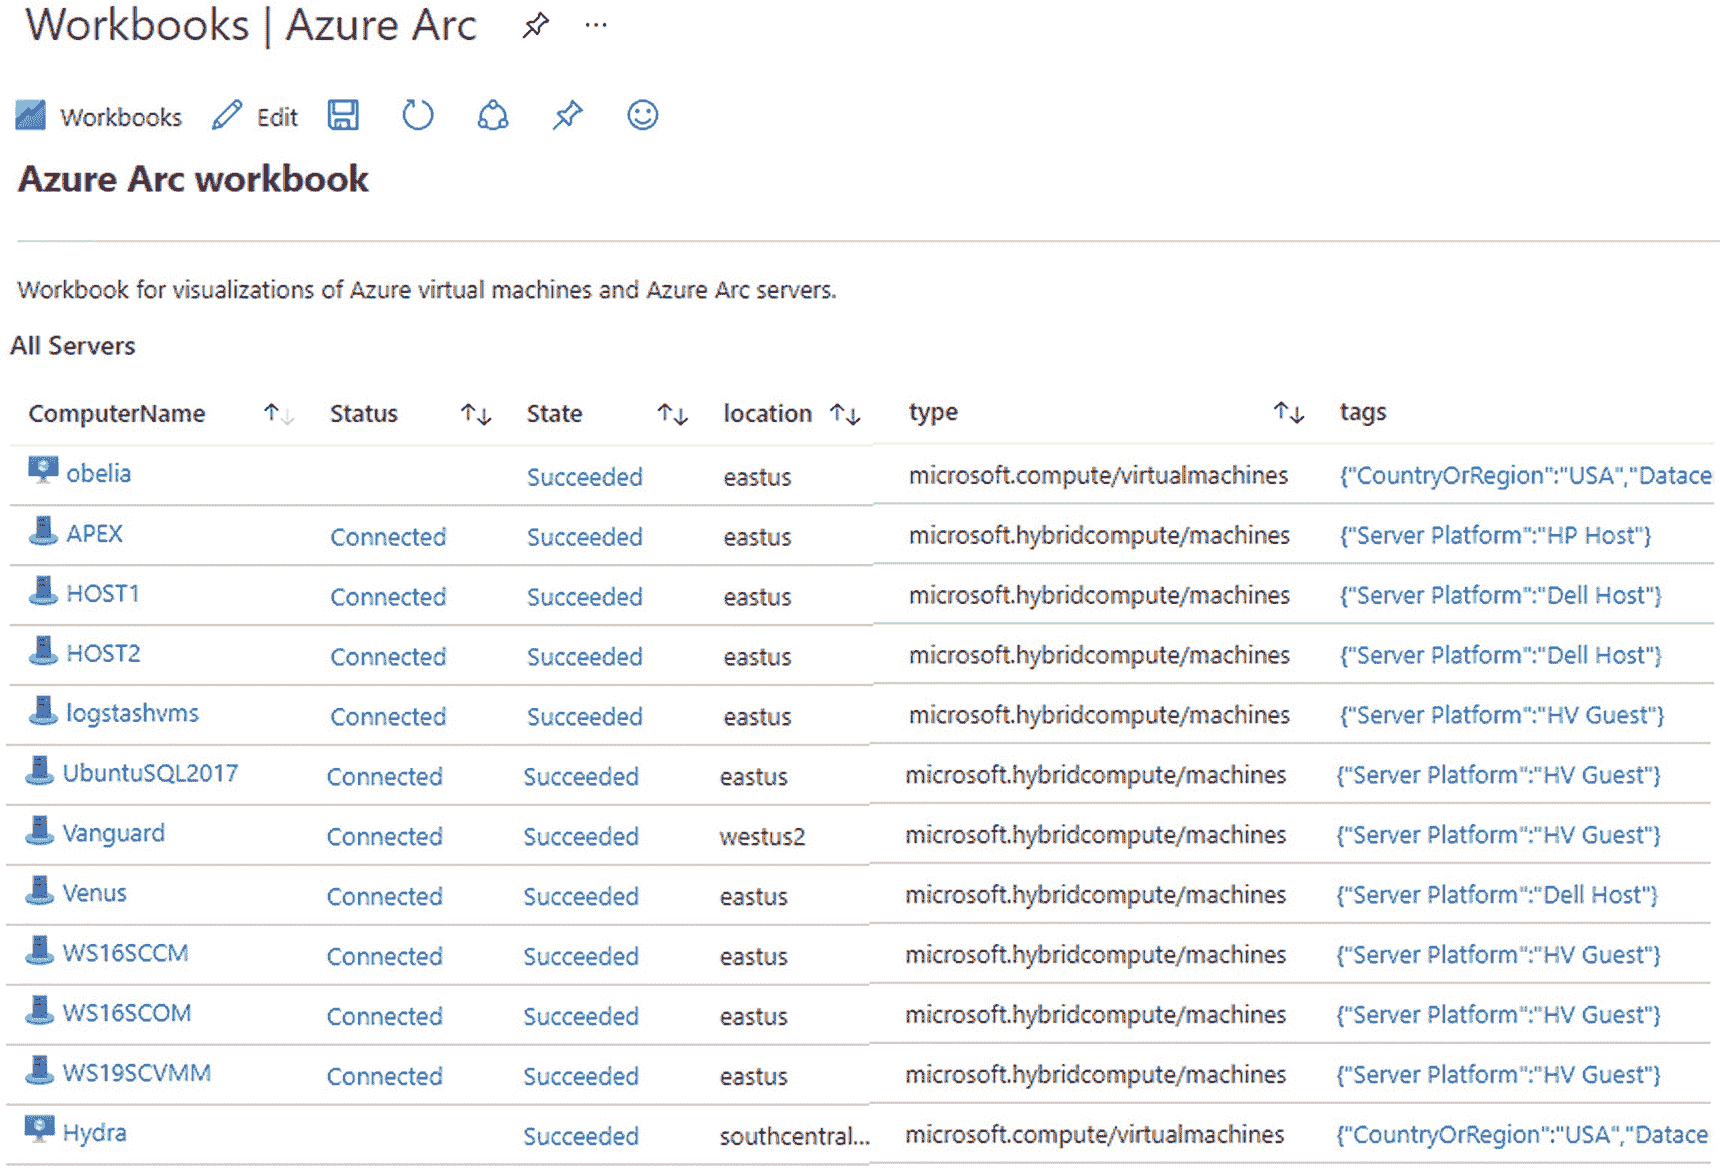 Workbooks | Azure Arc ...
Workbooks Edit
Azure Arc workbook
Workbook for visualizations of Azure virtual machines and Azure Arc servers.
All Servers
ComputerName ↑↓ Status ↑↓ State ↑↓ location ↑↓ type ↑↓ tags
obelia Succeeded eastus microsoft.compute/virtualmachines {"CountryOrRegion":"USA","Datace
APEX Connected Succeeded eastus microsoft.hybridcompute/machines {"Server Platform":"HP Host"}
HOST1 Connected Succeeded eastus microsoft.hybridcompute/machines {"Server Platform":"Dell Host"}
HOST2 Connected Succeeded eastus microsoft.hybridcompute/machines {"Server Platform":"Dell Host"}
logstashvms Connected Succeeded eastus microsoft.hybridcompute/machines {"Server Platform":"HV Guest"}
UbuntuSQL2017 Connected Succeeded eastus microsoft.hybridcompute/machines {"Server Platform":"HV Guest"}
Vanguard Connected Succeeded westus2 microsoft.hybridcompute/machines {"Server Platform":"HV Guest"}
Venus Connected Succeeded eastus microsoft.hybridcompute/machines {"Server Platform":"Dell Host"}
WS16SCCM Connected Succeeded eastus microsoft.hybridcompute/machines {"Server Platform":"HV Guest"}
WS16SCOM Connected Succeeded eastus microsoft.hybridcompute/machines {"Server Platform":"HV Guest"}
WS19SCVMM Connected Succeeded eastus microsoft.hybridcompute/machines {"Server Platform":"HV Guest"}
Hydra Succeeded southcentral... microsoft.compute/virtualmachines {"CountryOrRegion":"USA","Datace